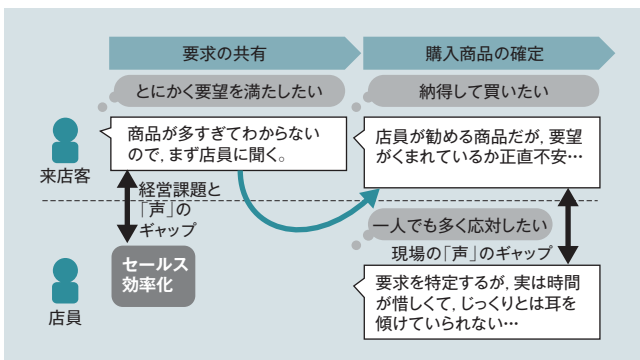 要求の共有
購入商品の確定
とにかく要望を満たしたい
納得して買いたい
商品が多すぎてわからない
ので，まず店員に聞く。
店員が勧める商品だが，要望
がくまれているか正直不安…
来店客
経営課題と
「声」の
ギャップ
一人でも多く応対したい
現場の「声」のギャップ
セールス
効率化
要求を特定するが，実は時間
が惜しくて，じっくりとは耳を
傾けていられない…
店員